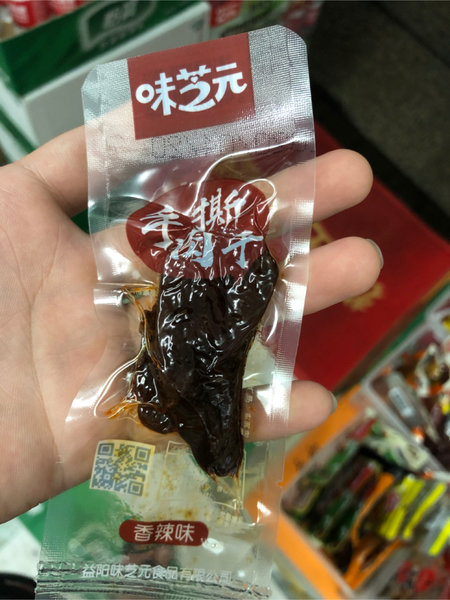 味芝元
手撕
肉干
香辣味
益阳味芝元食品有限公司